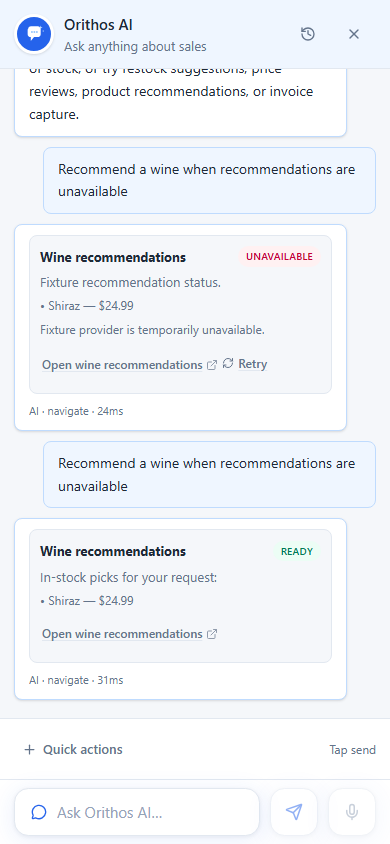 Orithos AI
Ask anything about sales
of stock, or try restock suggestions, price
reviews, product recommendations, or invoice
capture.
Recommend a wine when recommendations are
unavailable
Wine recommendations
UNAVAILABLE
Fixture recommendation status.
• Shiraz — $24.99
Fixture provider is temporarily unavailable.
Open wine recommendations
Retry
AI · navigate · 24ms
Recommend a wine when recommendations are
unavailable
Wine recommendations
READY
In-stock picks for your request:
• Shiraz — $24.99
Open wine recommendations
AI · navigate · 31ms
Quick actions
Tap send
Ask Orithos AI...